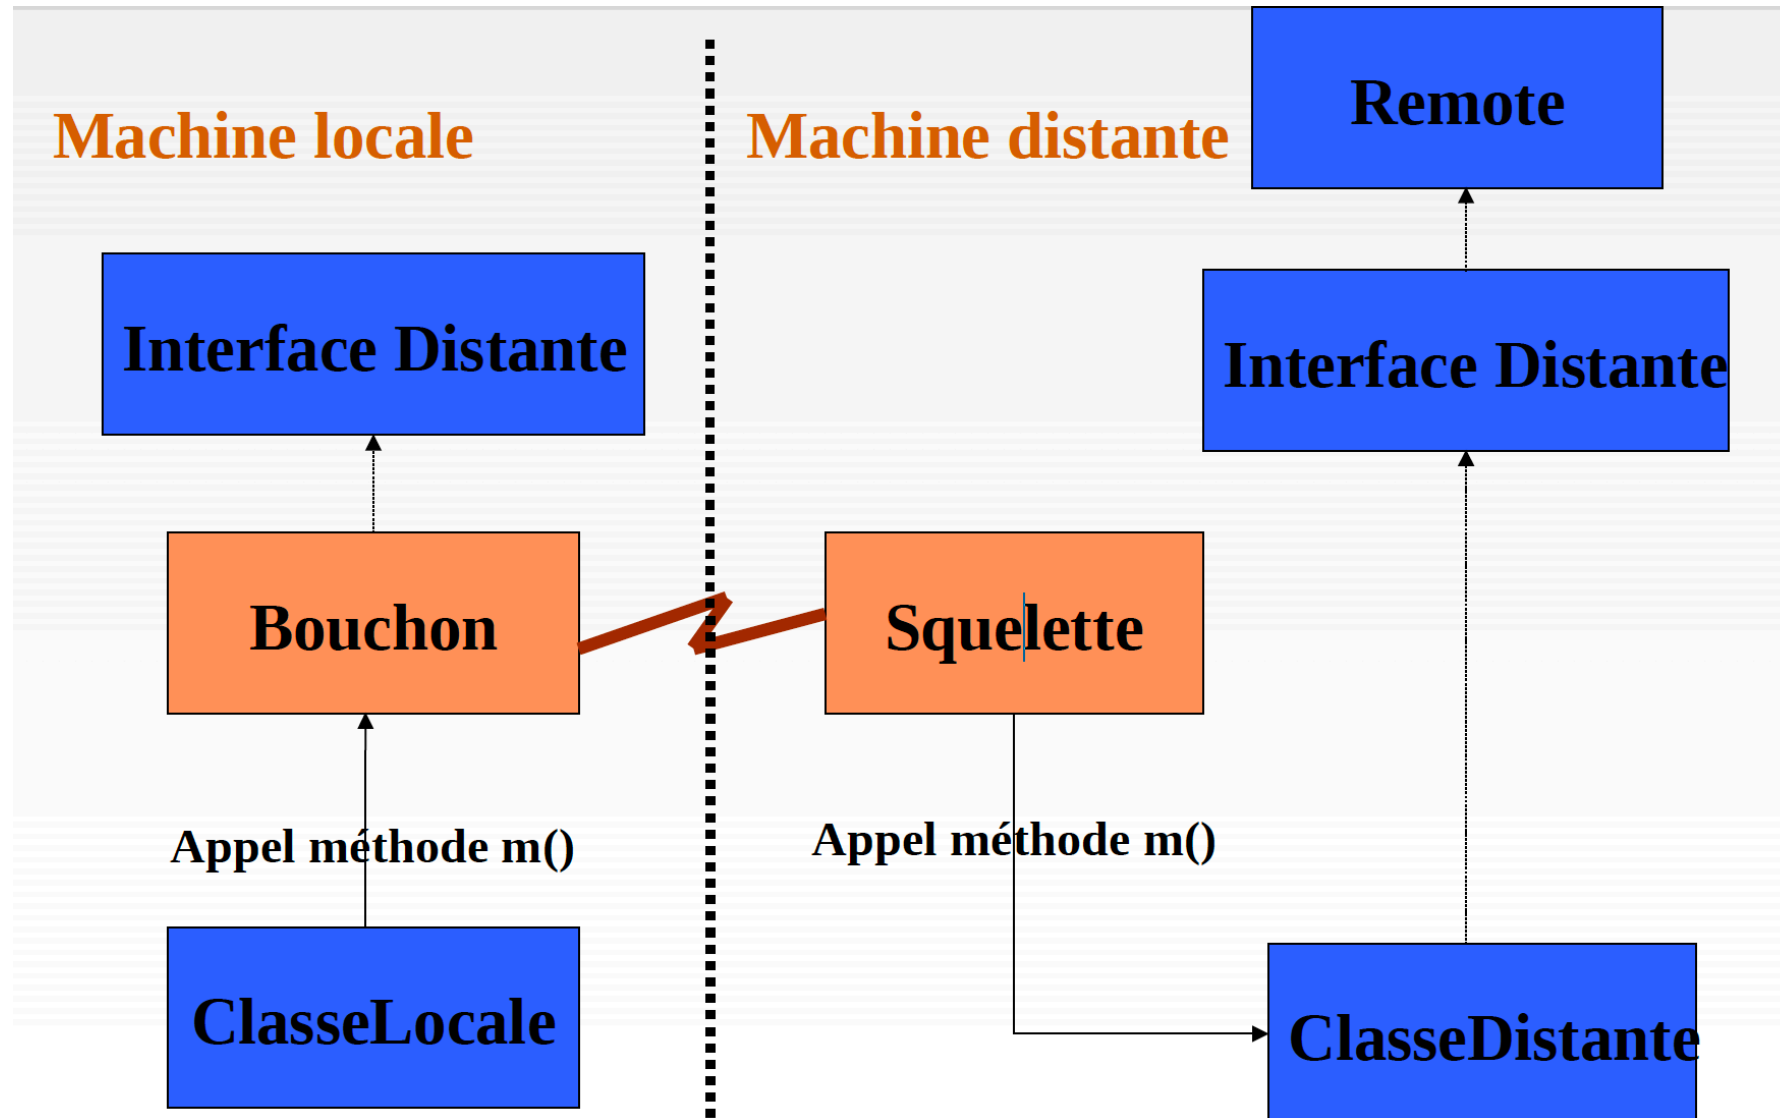 Machine locale
Machine distante
Remote
Interface Distante
Interface Distante
Bouchon
Squelette
Appel méthode m()
Appel méthode m()
ClasseLocale
ClasseDistante